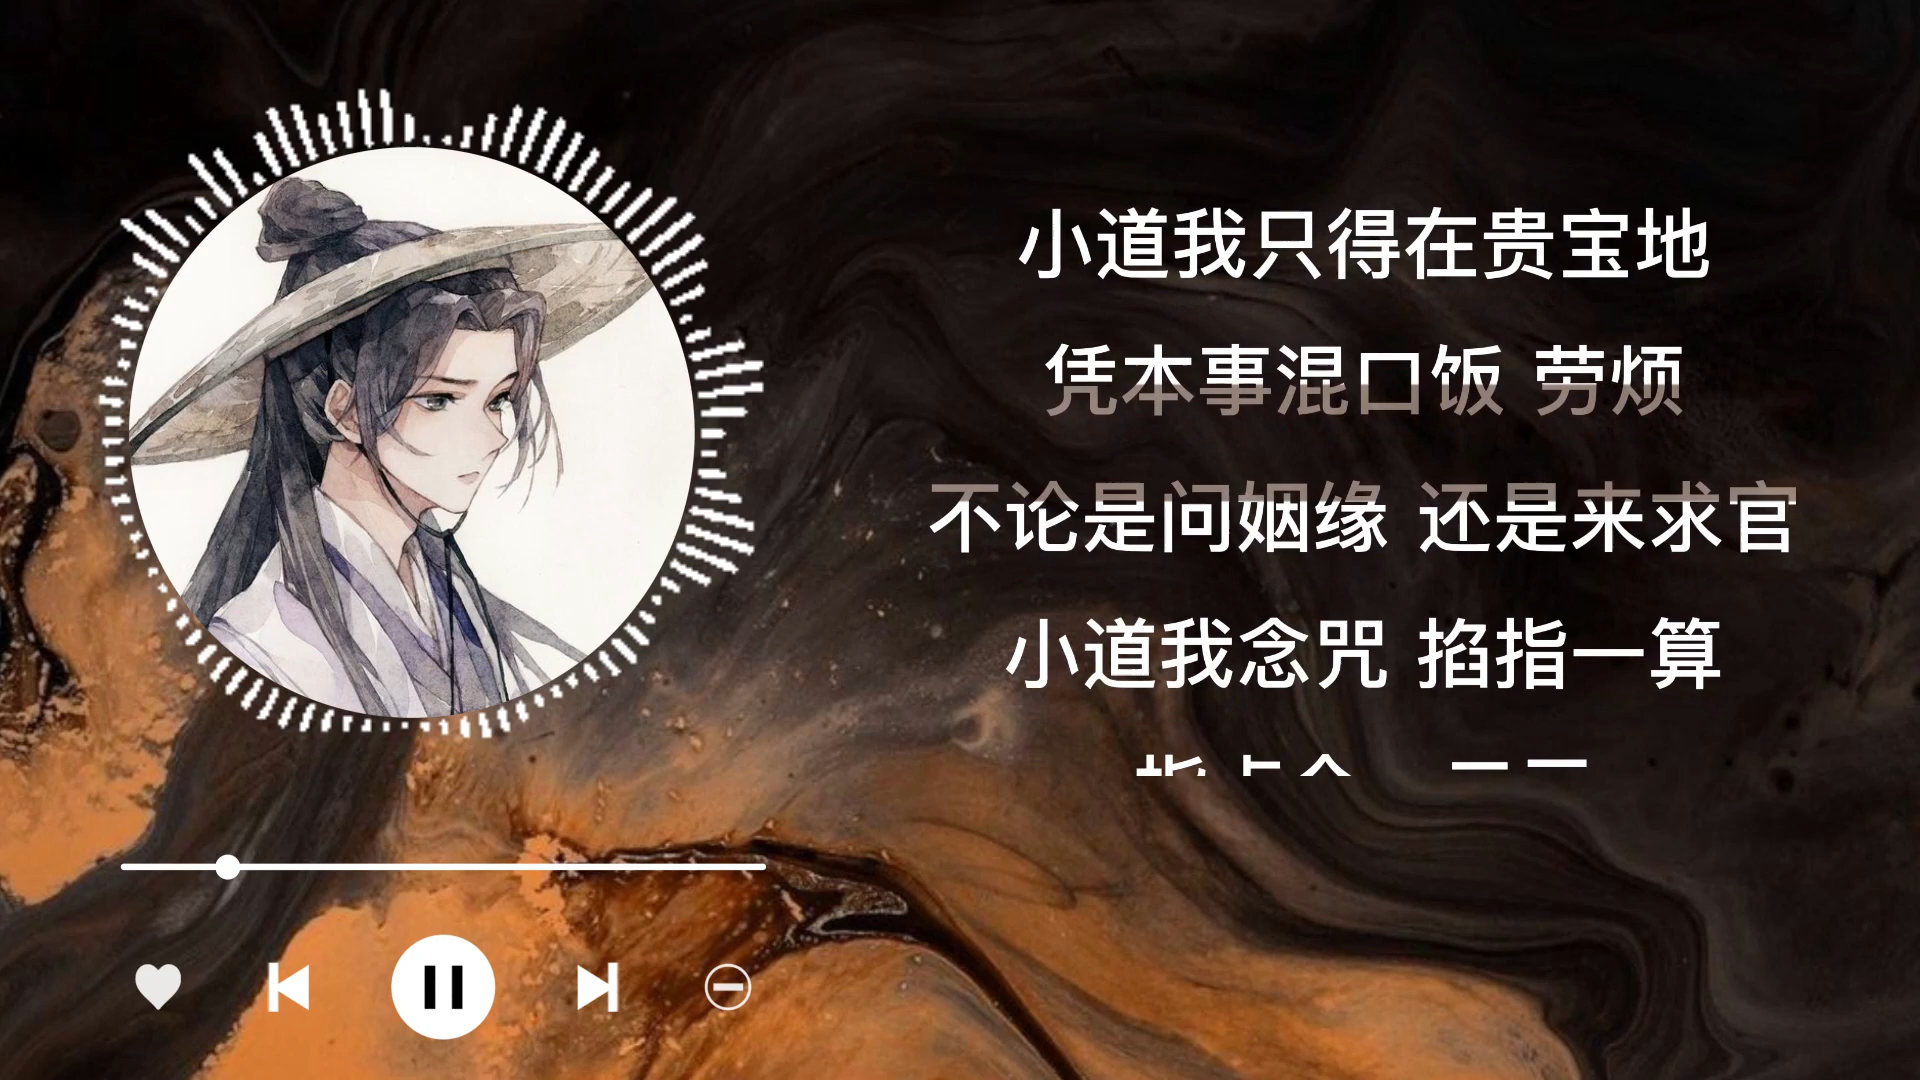 小道我只得在贵宝地
凭本事混口饭 劳烦
不论是问姻缘 还是来求官
小道我念咒 掐指一算